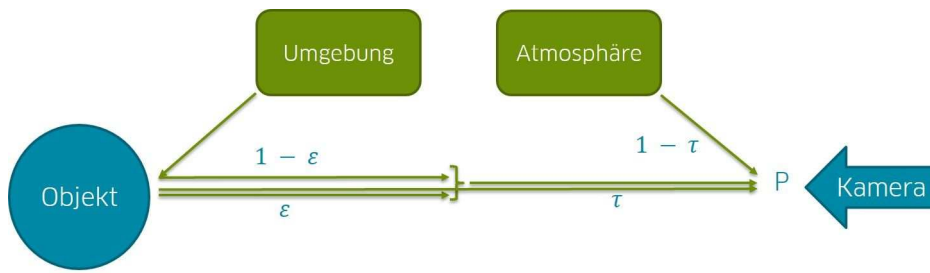 Umgebung
Atmosphäre
1 − ε
1 − τ
Objekt
P
Kamera
ε
τ